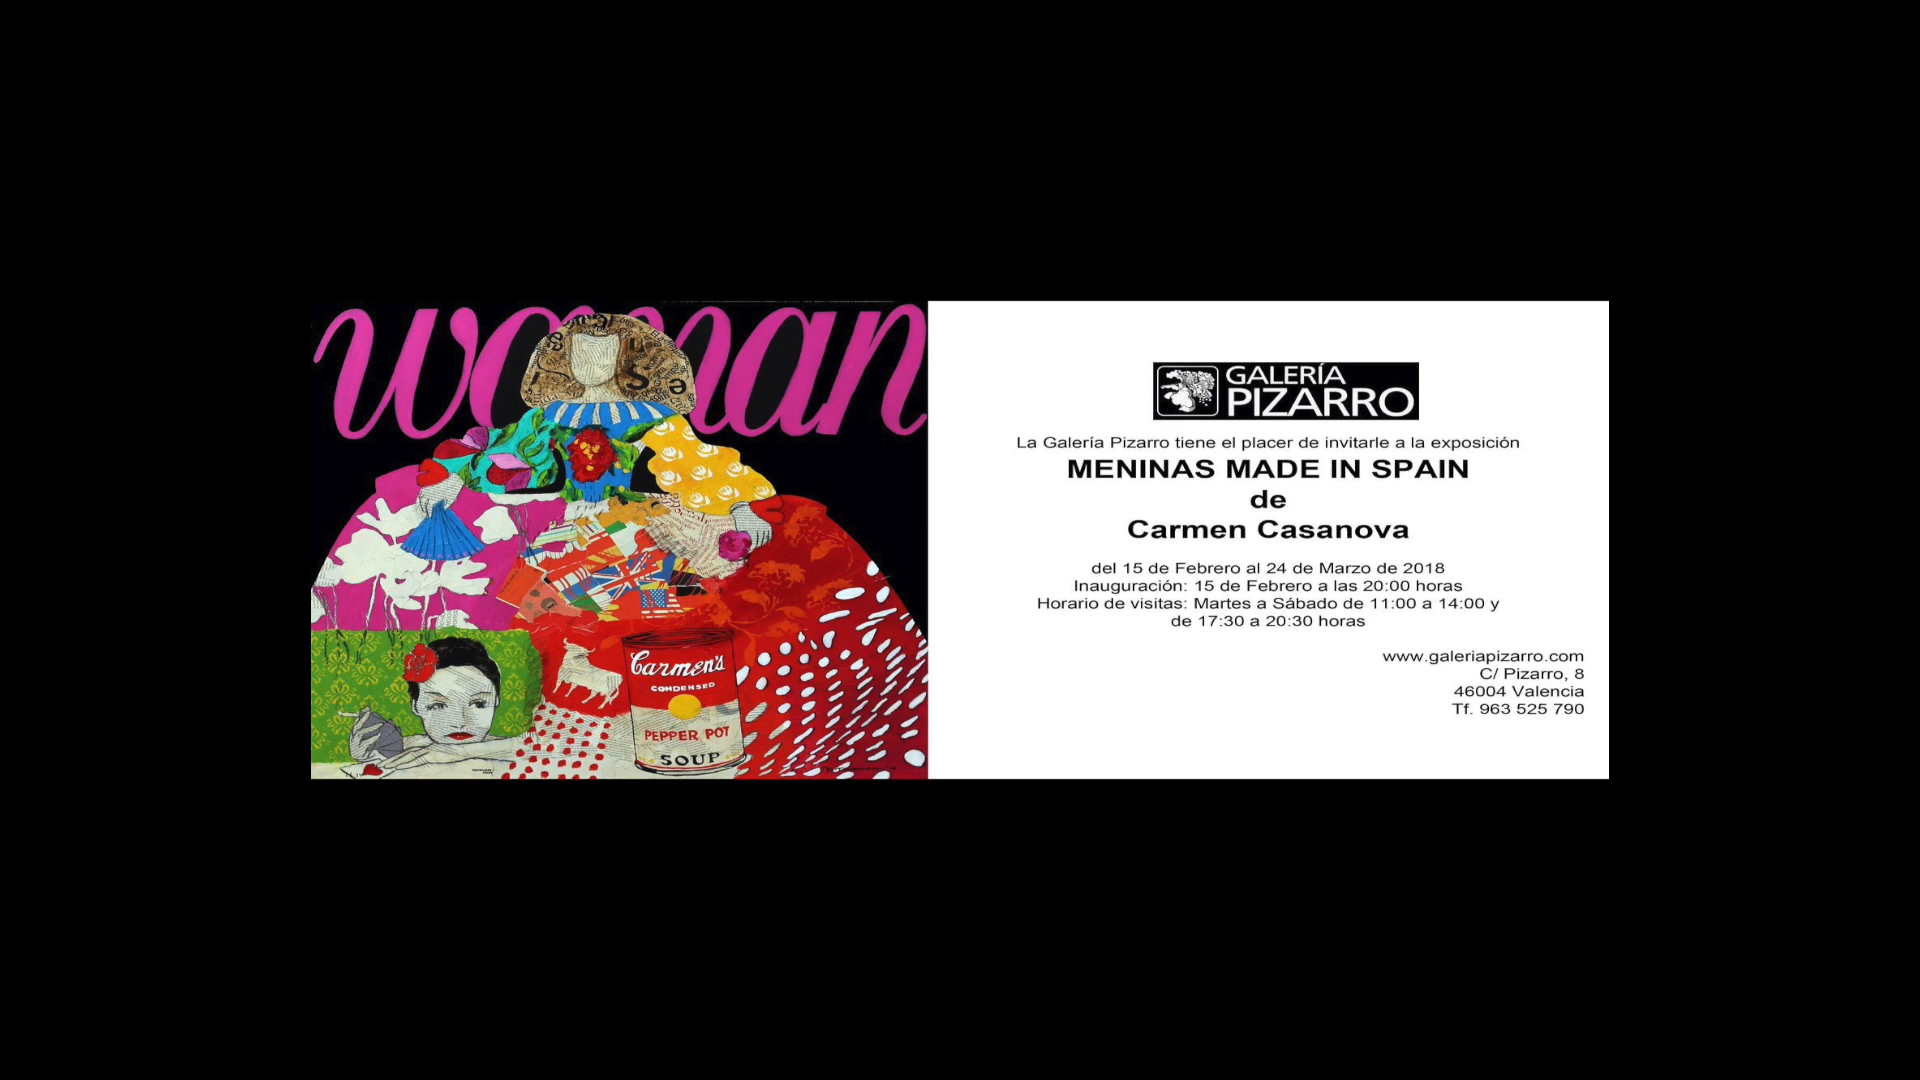 woman
Carmen's
CONDENSED
PEPPER POT
SOUP
GALERÍA
PIZARRO
La Galería Pizarro tiene el placer de invitarle a la exposición
MENINAS MADE IN SPAIN
de
Carmen Casanova
del 15 de Febrero al 24 de Marzo de 2018
Inauguración: 15 de Febrero a las 20:00 horas
Horario de visitas: Martes a Sábado de 11:00 a 14:00 y
de 17:30 a 20:30 horas
www.galeriapizarro.com
C/ Pizarro, 8
46004 Valencia
Tf. 963 525 790